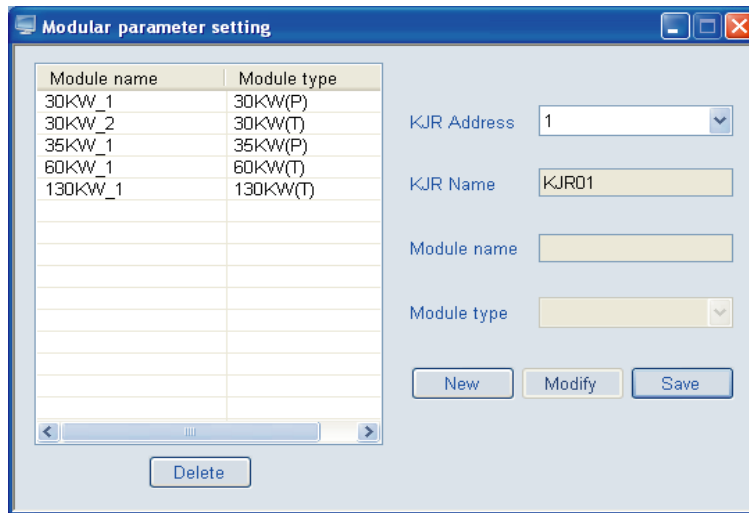 Modular parameter setting
Module name Module type
30KW_1 30KW(P)
30KW_2 30KW(T)
35KW_1 35KW(P)
60KW_1 60KW(T)
130KW_1 130KW(T)
Delete
KJR Address 1
KJR Name KJR01
Module name
Module type
New Modify Save